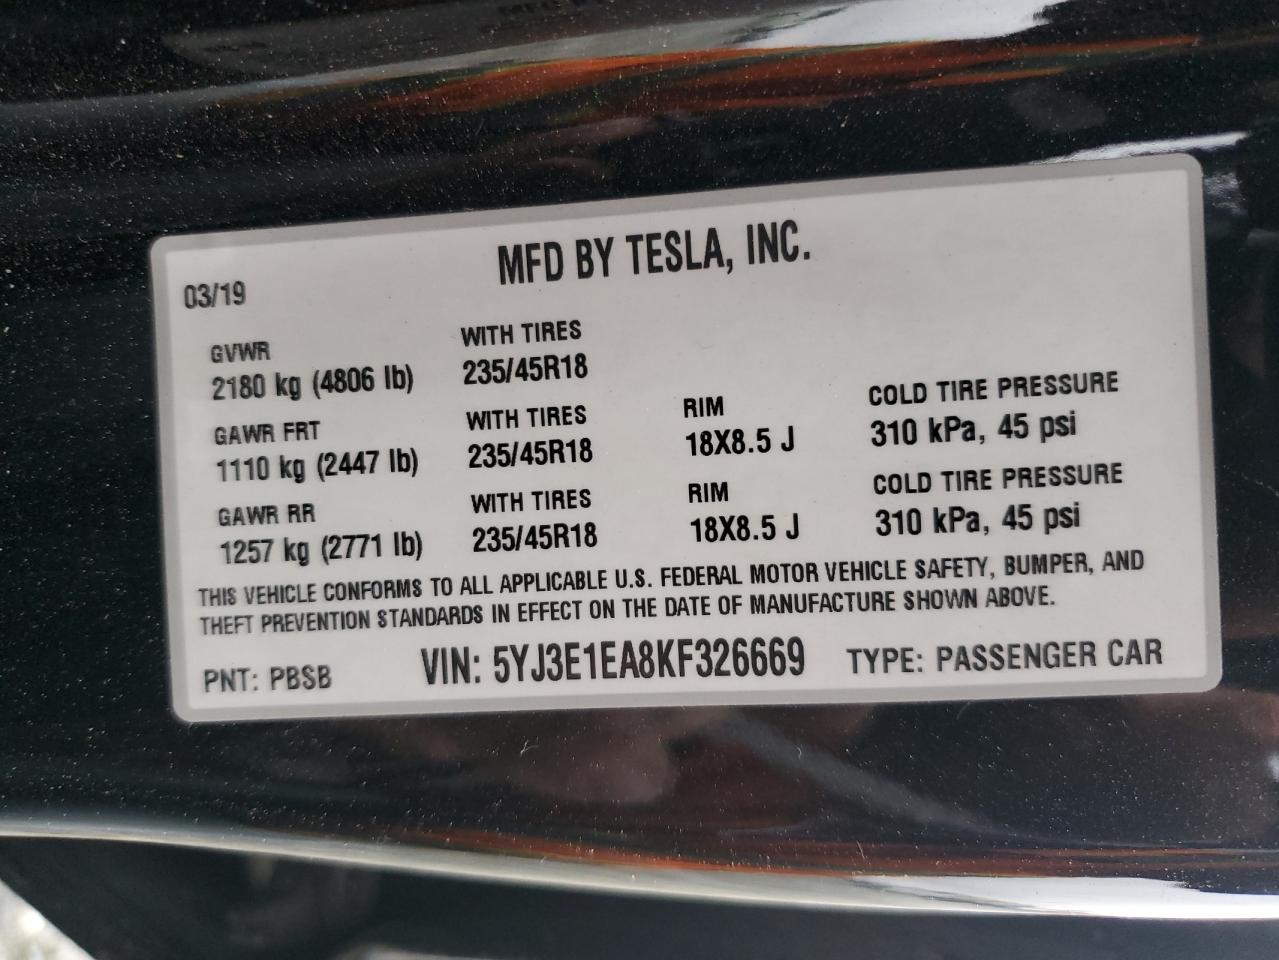 MFD BY TESLA, INC.
03/19
GVWR WITH TIRES
2180 kg (4806 lb) 235/45R18
GAWR FRT WITH TIRES RIM COLD TIRE PRESSURE
1110 kg (2447 lb) 235/45R18 18X8.5 J 310 kPa, 45 psi
GAWR RR WITH TIRES RIM COLD TIRE PRESSURE
1257 kg (2771 lb) 235/45R18 18X8.5 J 310 kPa, 45 psi
THIS VEHICLE CONFORMS TO ALL APPLICABLE U.S. FEDERAL MOTOR VEHICLE SAFETY, BUMPER, AND
THEFT PREVENTION STANDARDS IN EFFECT ON THE DATE OF MANUFACTURE SHOWN ABOVE.
PNT: PBSB VIN: 5YJ3E1EA8KF326669 TYPE: PASSENGER CAR